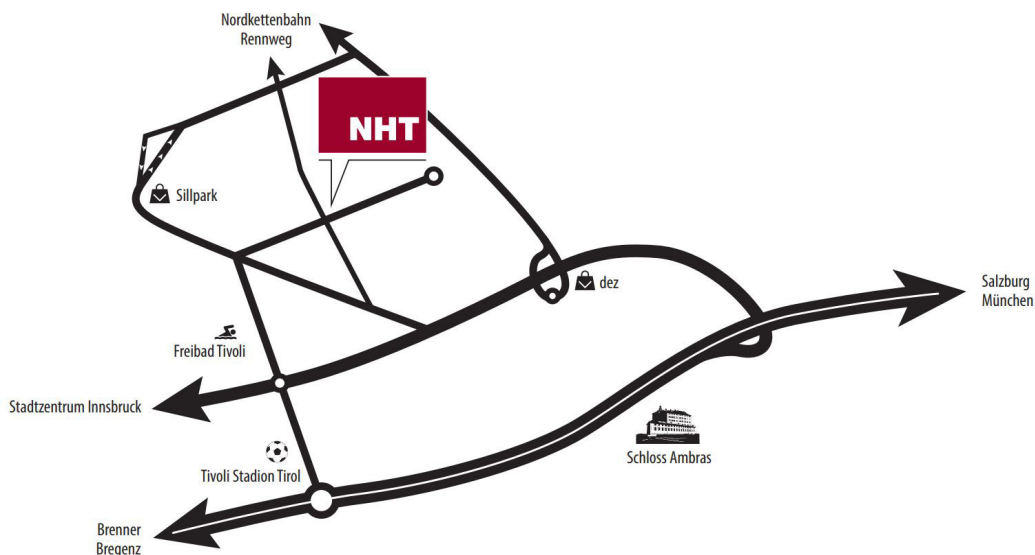 Nordkettenbahn
Rennweg
NHT
Sillpark
dez
Salzburg
München
Freibad Tivoli
Stadtzentrum Innsbruck
Schloss Ambras
Tivoli Stadion Tirol
Brenner
Bregenz